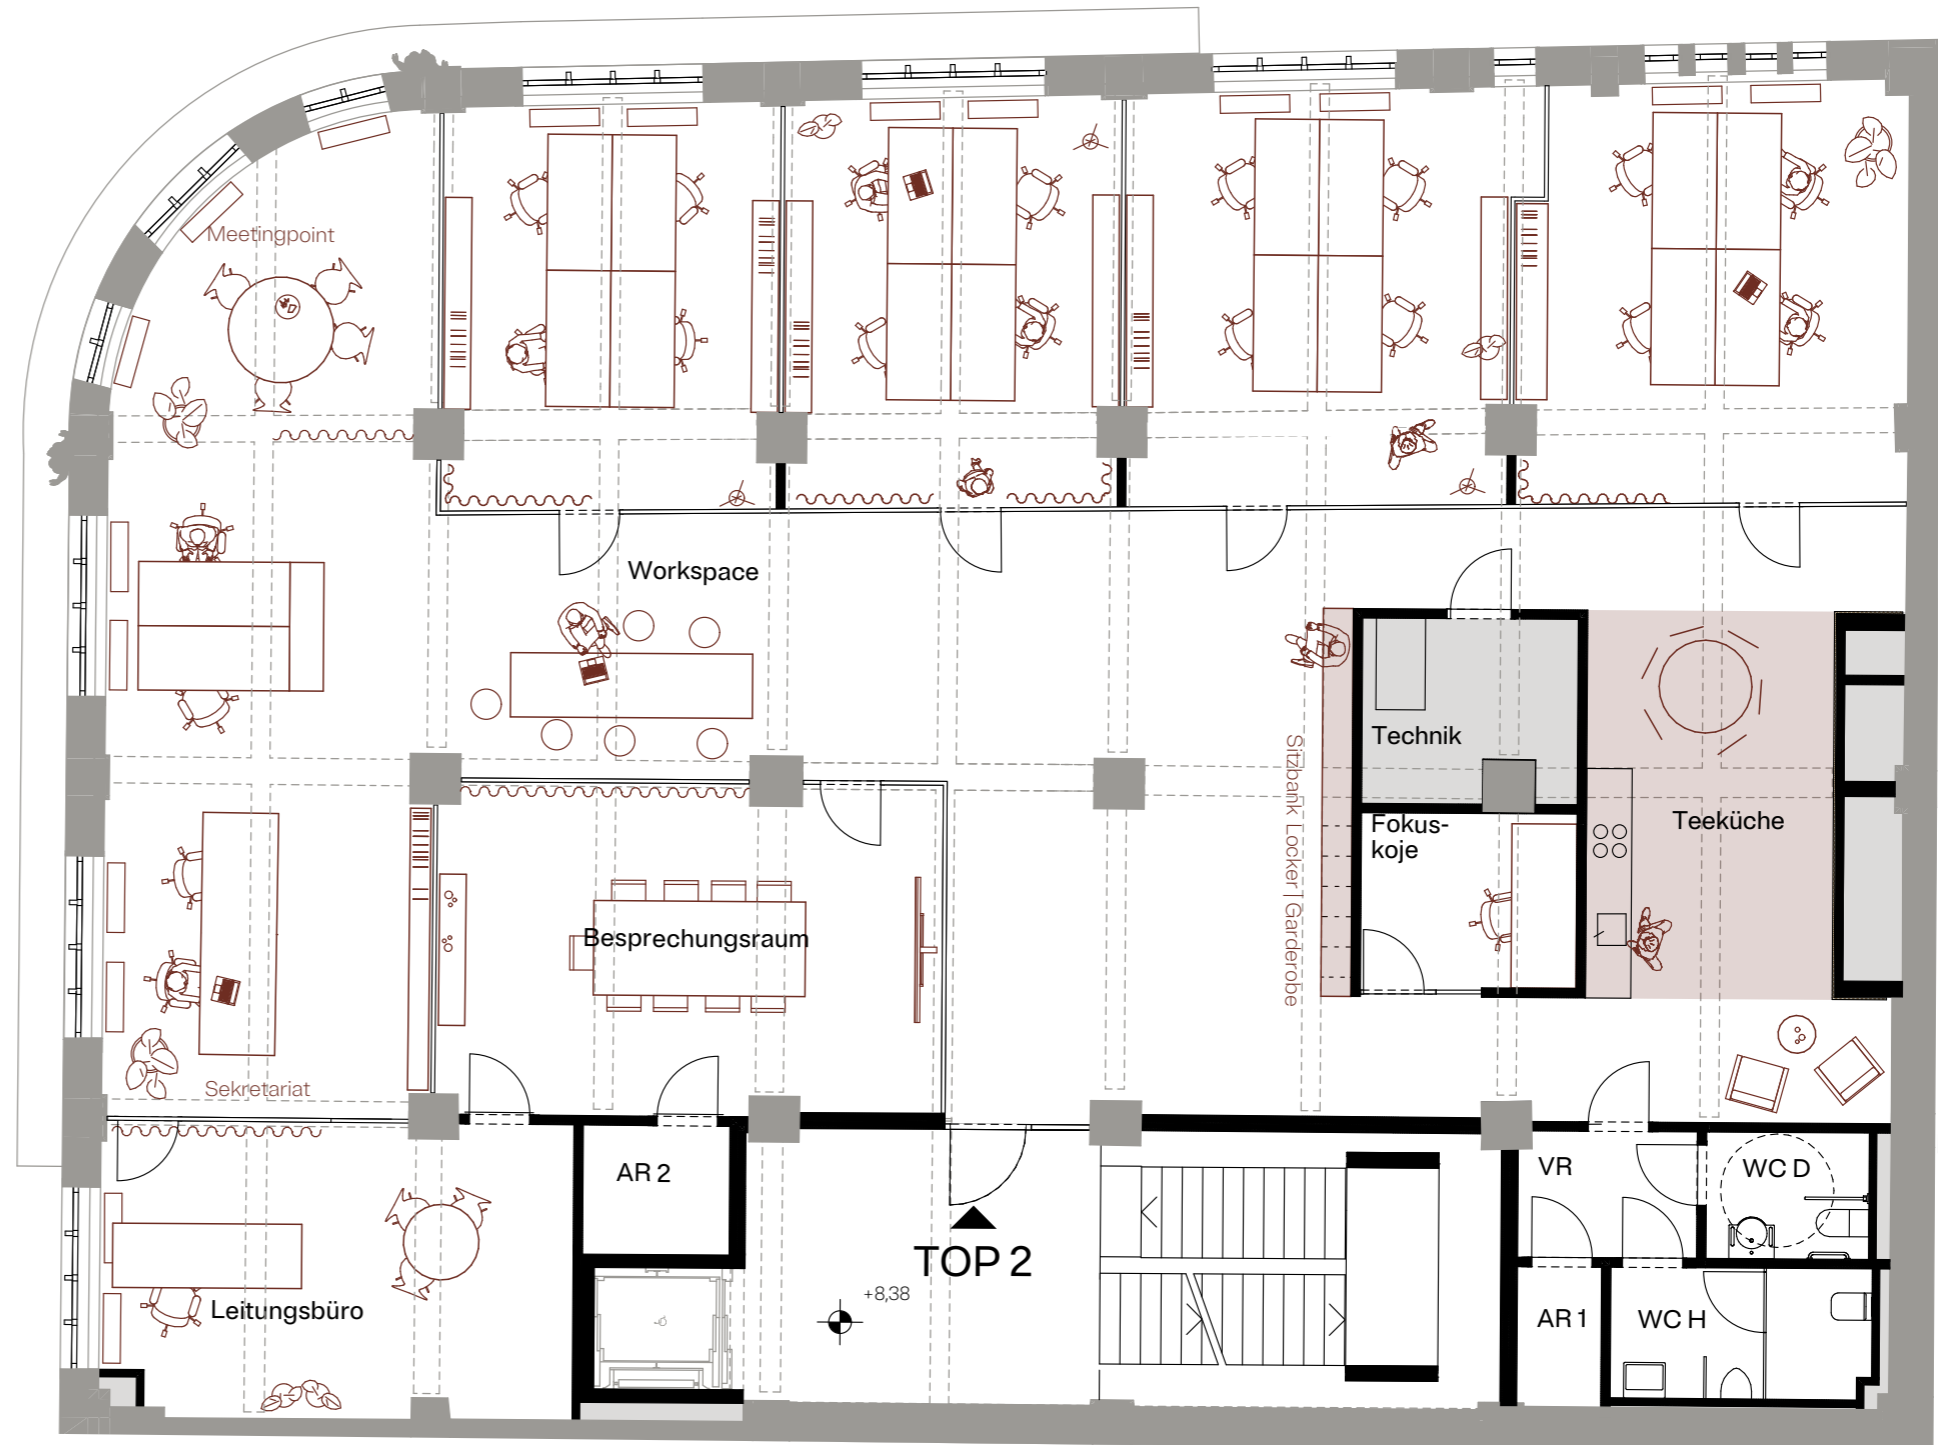 Meetingpoint
Workspace
Technik
Sitzbank Locker | Garderobe
Fokus-
koje
Teeküche
Besprechungsraum
Sekretariat
AR 2
VR
WC D
TOP 2
+8,38
Leitungsbüro
AR 1
WC H